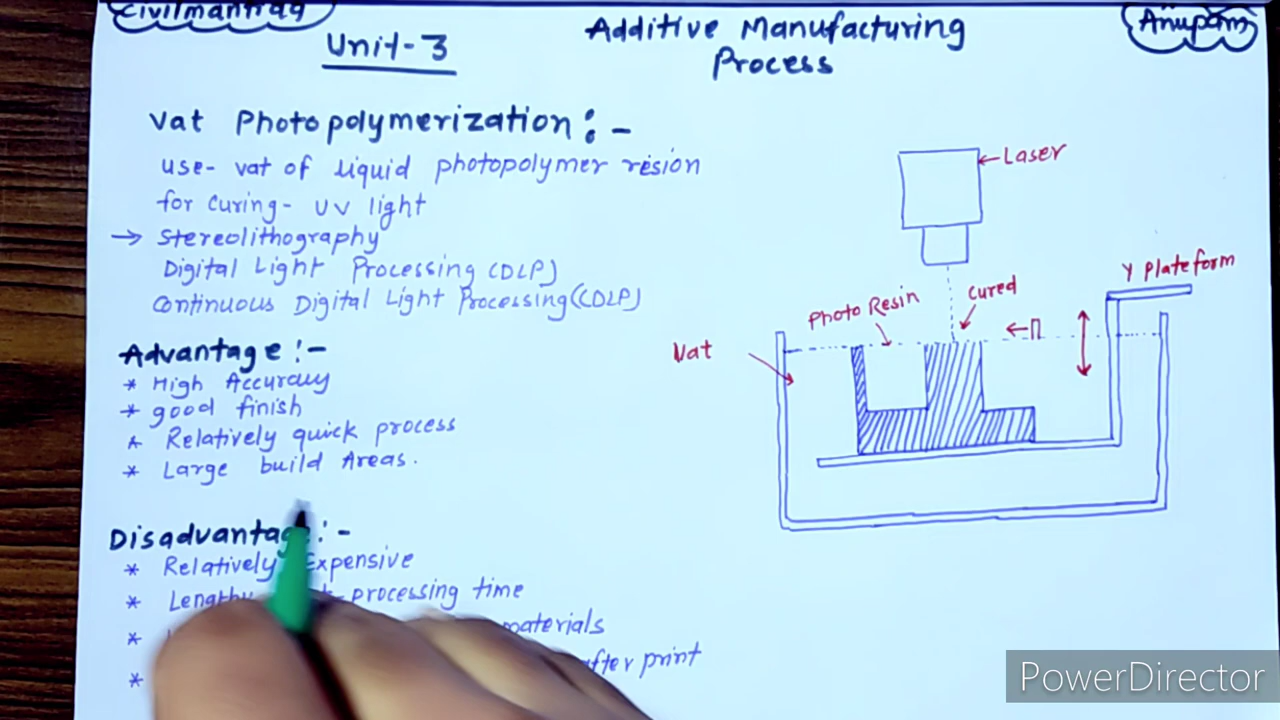 Civilmantraa
Anupam
Unit-3
Additive Manufacturing
Process
Vat Photopolymerization:-
use- vat of liquid photopolymer resion
for curing- UV light
→ Stereolithography
Digital Light Processing (DLP)
Continuous Digital Light Processing (CDLP)
Advantage:-
* High Accuracy
* good finish
* Relatively quick process
* Large build Areas.
Disadvantage:-
* Relatively Expensive
* Lengthy processing time
* materials
* after print
Laser
Y plateform
Cured
Photo Resin
Vat
PowerDirector